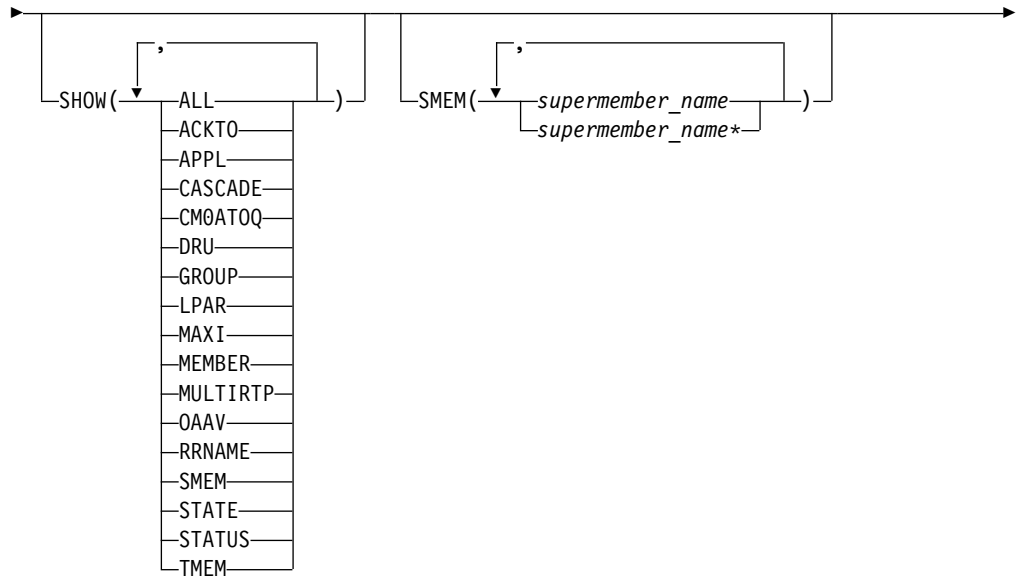 , ,
SHOW( ALL ) SMEM( supermember_name )
ACKTO supermember_name*
APPL
CASCADE
CM0ATOQ
DRU
GROUP
LPAR
MAXI
MEMBER
MULTIRTP
OAAV
RRNAME
SMEM
STATE
STATUS
TMEM